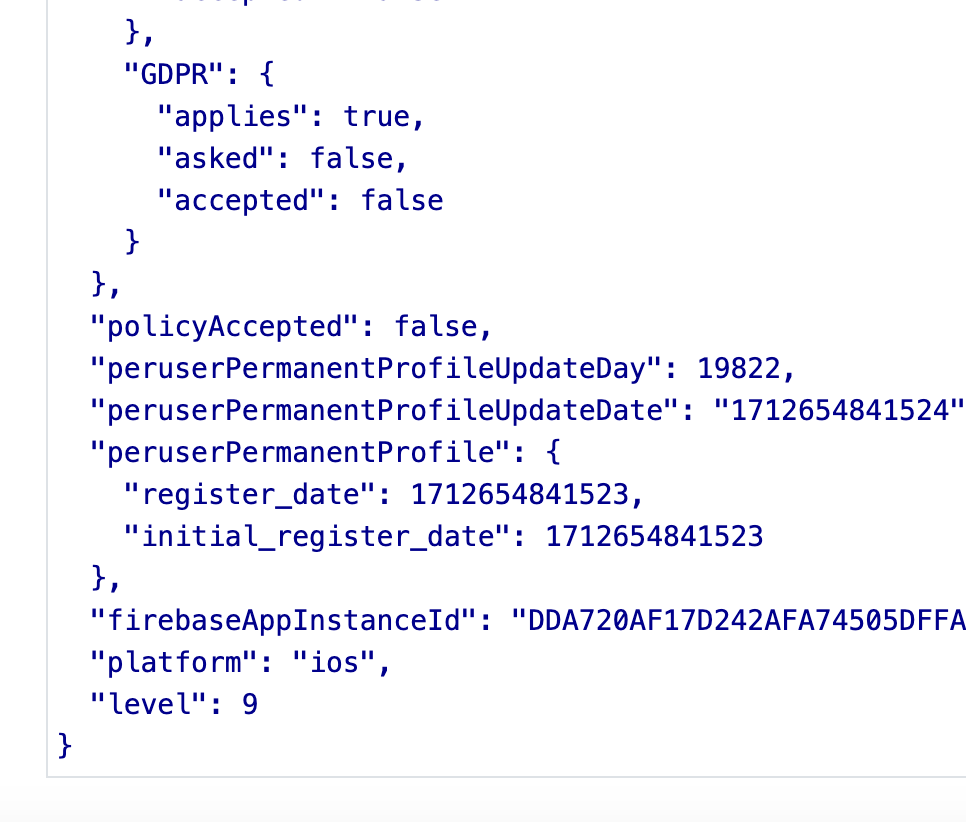 },
"GDPR": {
"applies": true,
"asked": false,
"accepted": false
}
},
"policyAccepted": false,
"peruserPermanentProfileUpdateDay": 19822,
"peruserPermanentProfileUpdateDate": "1712654841524"
"peruserPermanentProfile": {
"register_date": 1712654841523,
"initial_register_date": 1712654841523
},
"firebaseAppInstanceId": "DDA720AF17D242AFA74505DFFA
"platform": "ios",
"level": 9
}